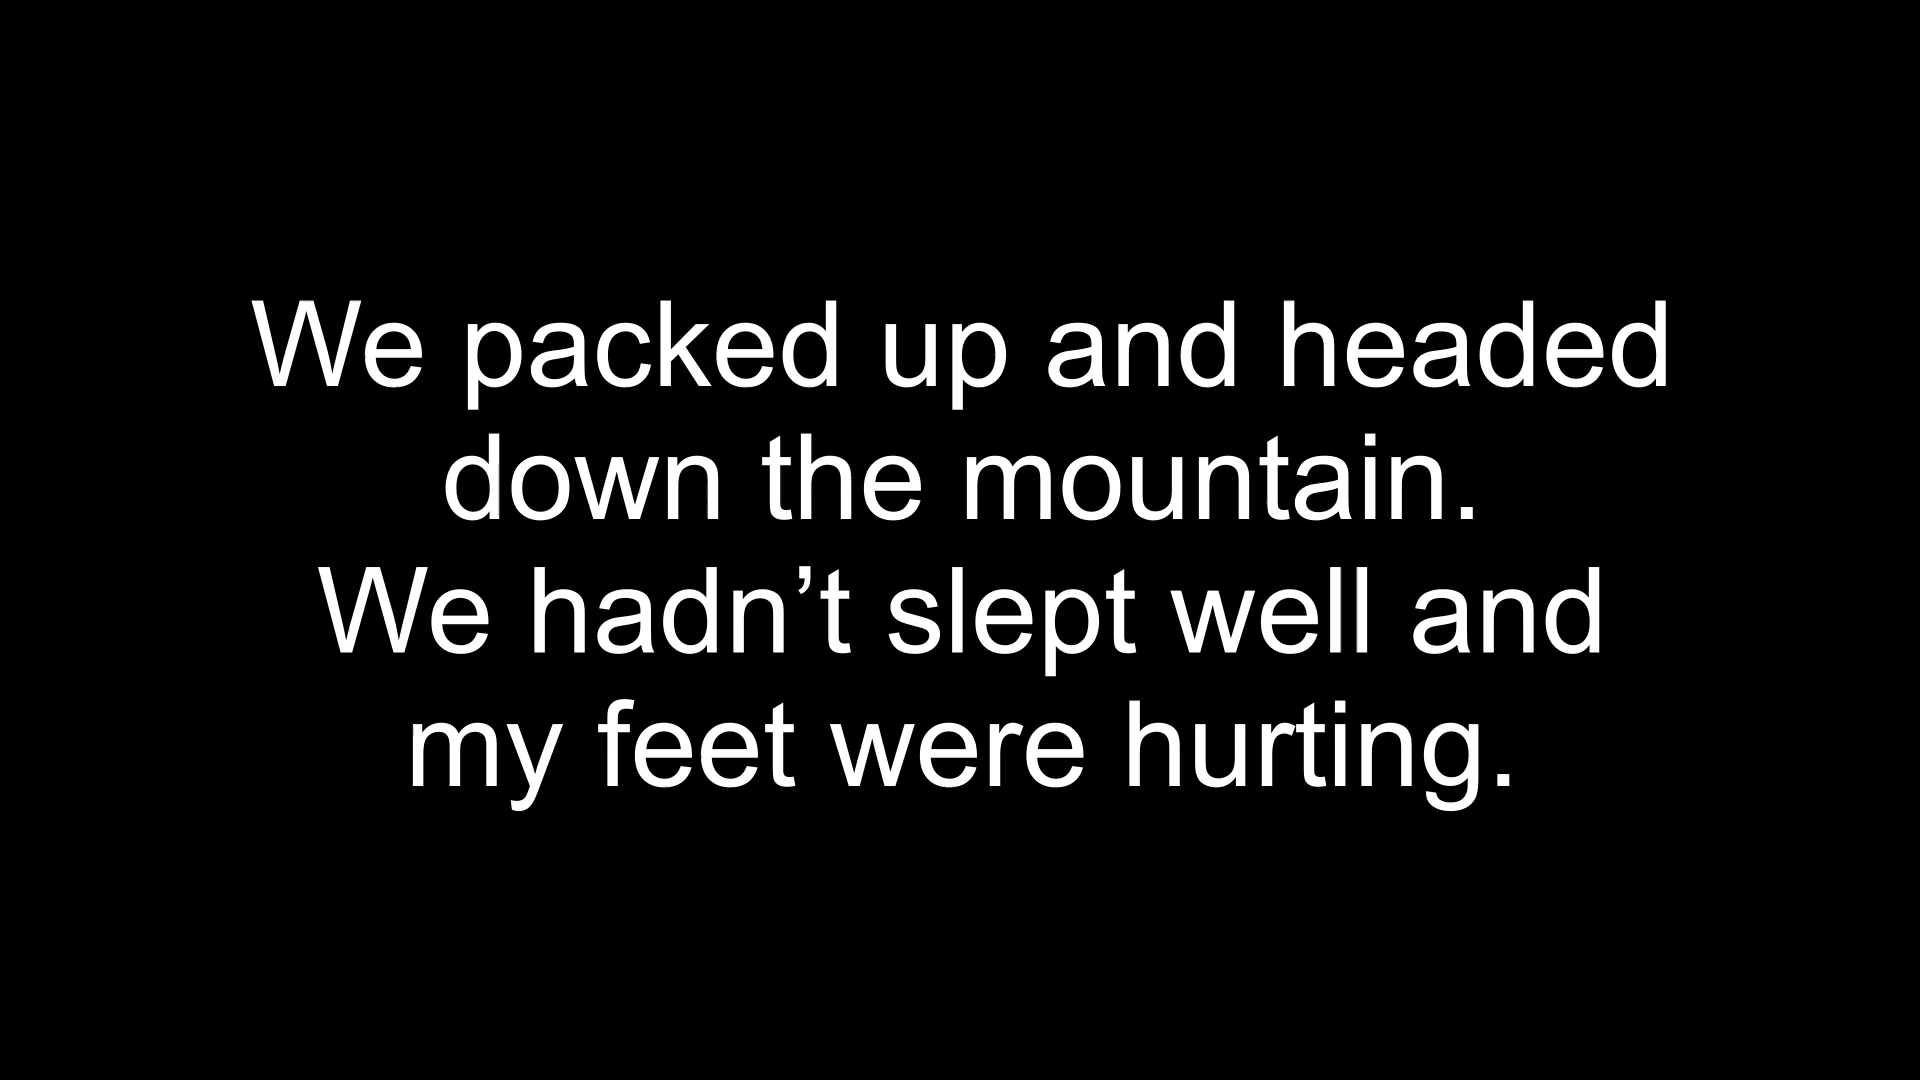 We packed up and headed
down the mountain.
We hadn’t slept well and
my feet were hurting.